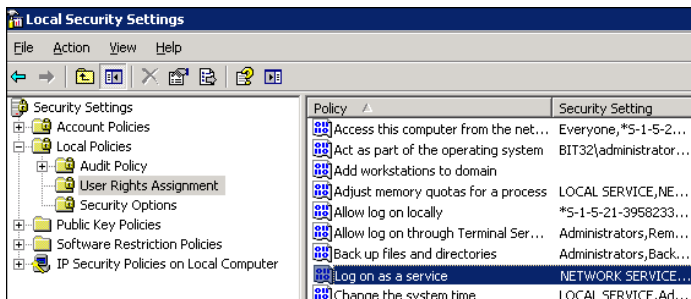 Local Security Settings
File Action View Help
Security Settings
Account Policies
Local Policies
Audit Policy
User Rights Assignment
Security Options
Public Key Policies
Software Restriction Policies
IP Security Policies on Local Computer
Policy Security Setting
Access this computer from the net... Everyone,*S-1-5-2...
Act as part of the operating system BIT32\administrator...
Add workstations to domain
Adjust memory quotas for a process LOCAL SERVICE,NE...
Allow log on locally *S-1-5-21-3958233...
Allow log on through Terminal Ser... Administrators,Rem...
Back up files and directories Administrators,Back...
Log on as a service NETWORK SERVICE...
Change the system time LOCAL SERVICE,Ad...